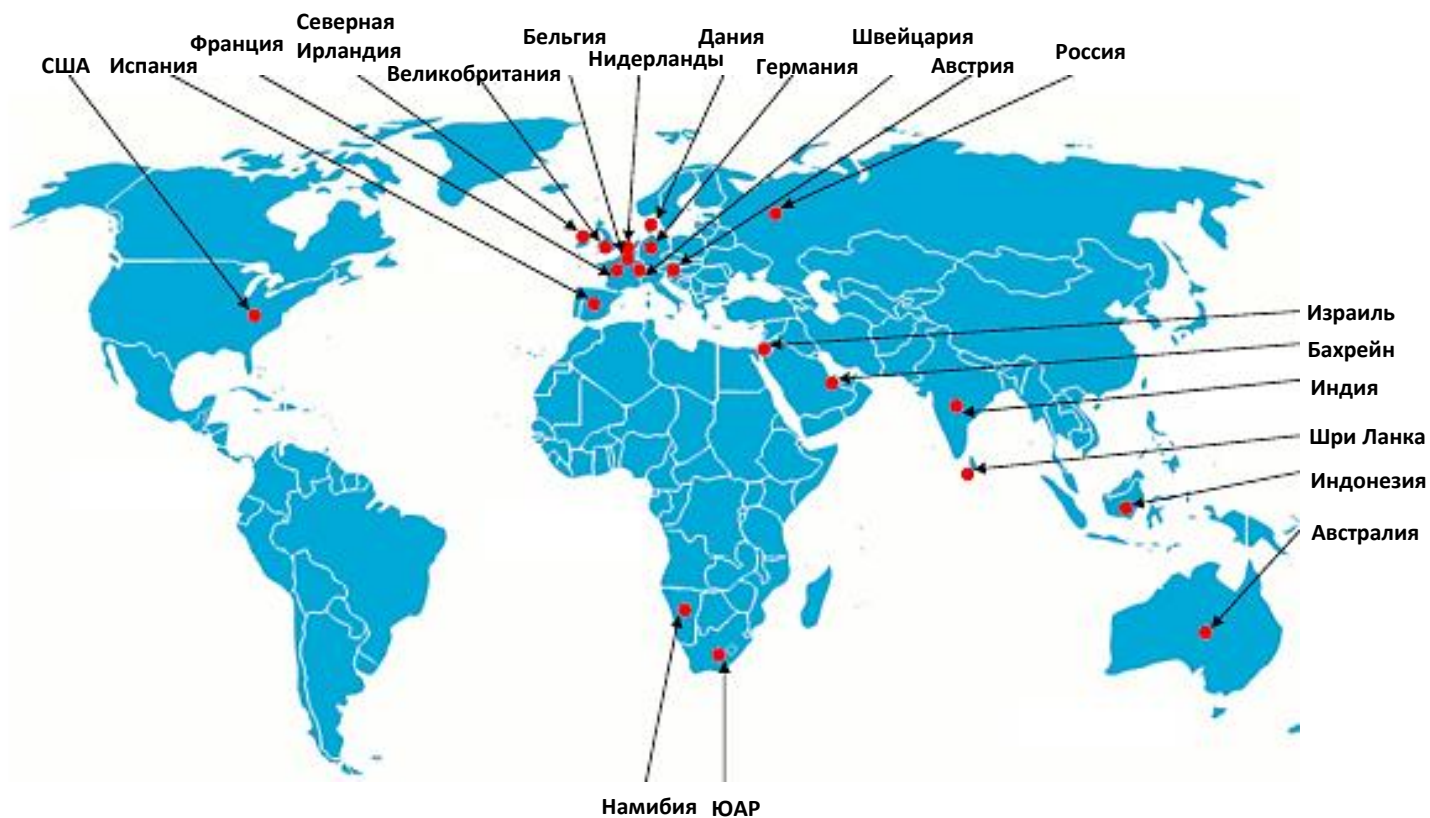 Северная
Ирландия
США
Испания
Франция
Великобритания
Бельгия
Нидерланды
Дания
Германия
Швейцария
Австрия
Россия
Израиль
Бахрейн
Индия
Шри Ланка
Индонезия
Австралия
Намибия
ЮАР